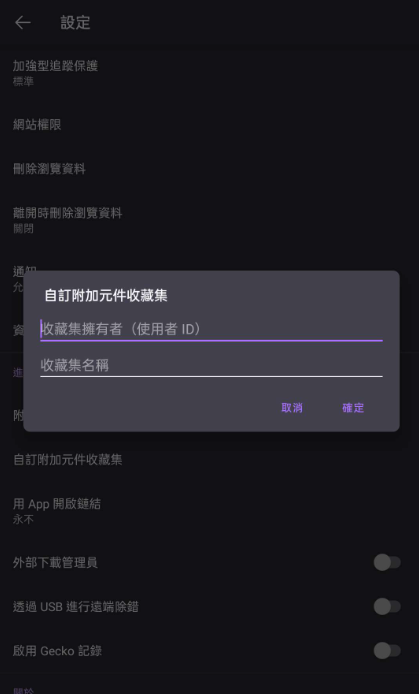 設定
加強型追蹤保護
標準
網站權限
刪除瀏覽資料
離開時刪除瀏覽資料
關閉
通知
允
自訂附加元件收藏集
收藏集擁有者（使用者 ID）
收藏集名稱
取消
確定
資
進
附
自訂附加元件收藏集
用 App 開啟鏈結
永不
外部下載管理員
透過 USB 進行遠端除錯
啟用 Gecko 記錄
關於